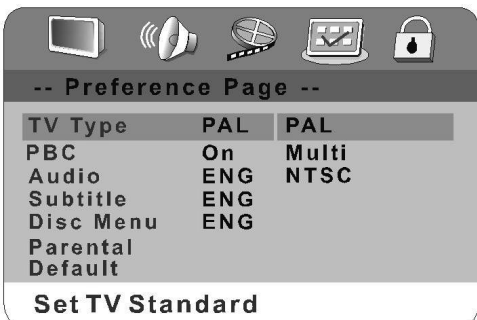 -- Preference Page --
TV Type PAL PAL
PBC On Multi
Audio ENG NTSC
Subtitle ENG
Disc Menu ENG
Parental
Default
Set TV Standard